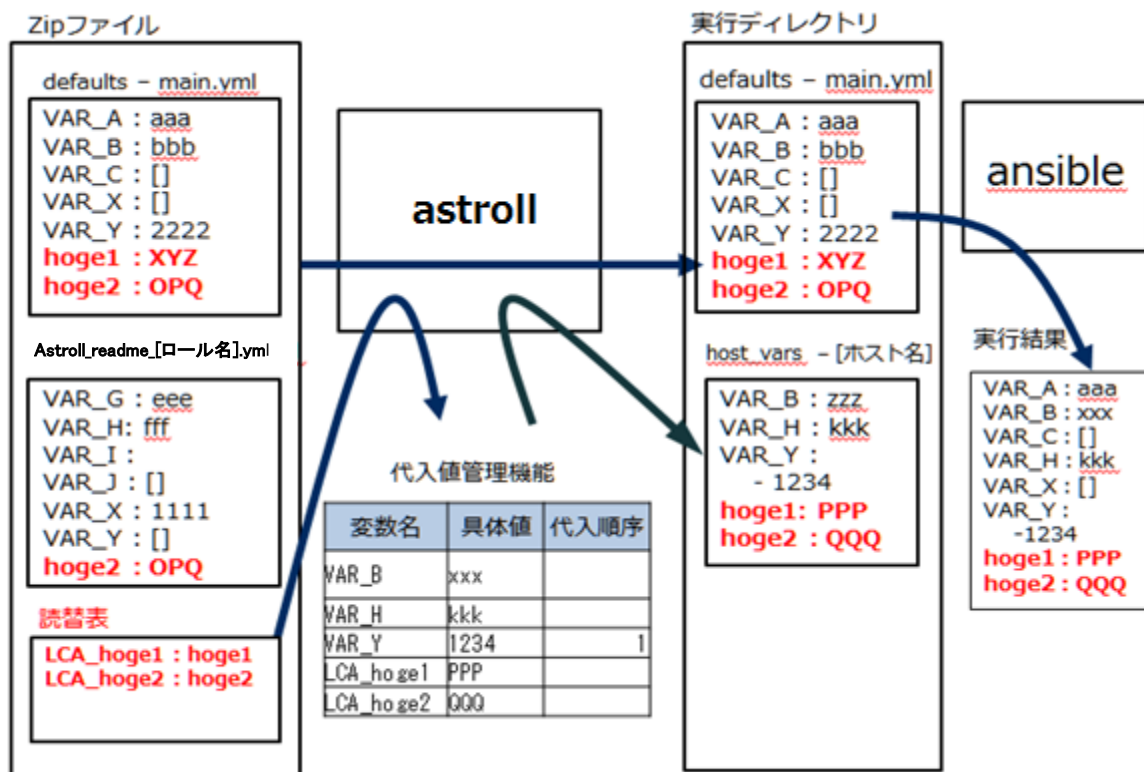 Zipファイル
defaults – main.yml
VAR_A : aaa
VAR_B : bbb
VAR_C : []
VAR_X : []
VAR_Y : 2222
hoge1 : XYZ
hoge2 : OPQ
Astroll_readme_[ロール名].yml
VAR_G : eee
VAR_H: fff
VAR_I :
VAR_J : []
VAR_X : 1111
VAR_Y : []
hoge2 : OPQ
読替表
LCA_hoge1 : hoge1
LCA_hoge2 : hoge2
astroll
代入値管理機能
変数名 具体値 代入順序
VAR_B xxx
VAR_H kkk
VAR_Y 1234 1
LCA_hoge1 PPP
LCA_hoge2 QQQ
実行ディレクトリ
defaults – main.yml
VAR_A : aaa
VAR_B : bbb
VAR_C : []
VAR_X : []
VAR_Y : 2222
hoge1 : XYZ
hoge2 : OPQ
host_vars – [ホスト名]
VAR_B : zzz
VAR_H : kkk
VAR_Y :
- 1234
hoge1: PPP
hoge2 : QQQ
ansible
実行結果
VAR_A : aaa
VAR_B : xxx
VAR_C : []
VAR_H : kkk
VAR_X : []
VAR_Y :
-1234
hoge1 : PPP
hoge2 : QQQ